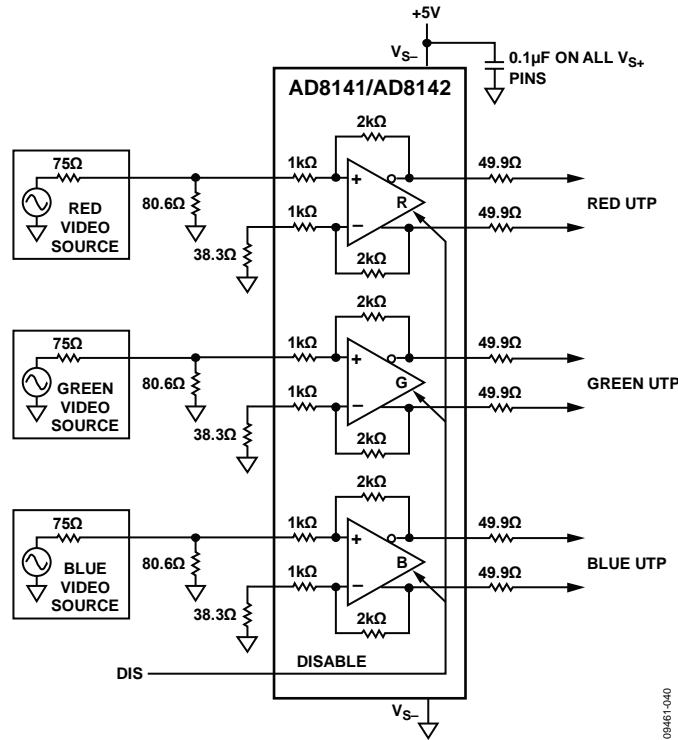 +5V
VS–
0.1µF ON ALL VS+
PINS
AD8141/AD8142
2kΩ
75Ω
1kΩ
49.9Ω
+
R
RED UTP
80.6Ω
RED
VIDEO
SOURCE
1kΩ
–
49.9Ω
38.3Ω
2kΩ
2kΩ
75Ω
1kΩ
49.9Ω
+
G
GREEN UTP
80.6Ω
GREEN
VIDEO
SOURCE
1kΩ
–
49.9Ω
38.3Ω
2kΩ
2kΩ
75Ω
1kΩ
49.9Ω
+
B
BLUE UTP
80.6Ω
BLUE
VIDEO
SOURCE
1kΩ
–
49.9Ω
38.3Ω
2kΩ
DISABLE
DIS
VS–
09461-040